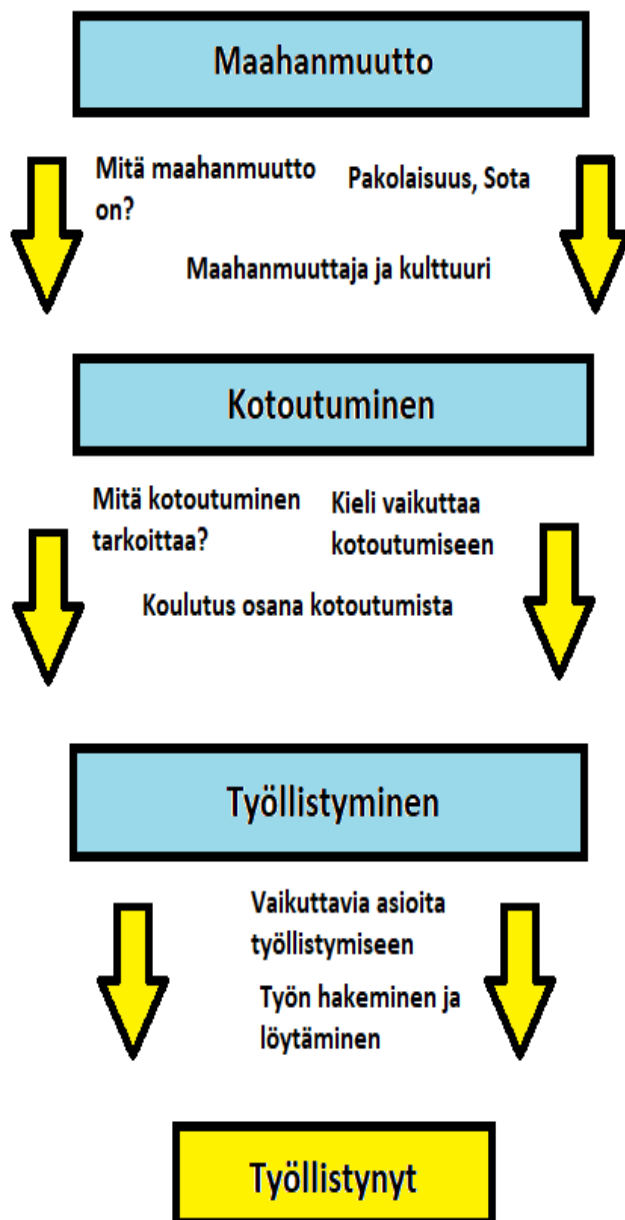 Maahanmuutto
Mitä maahanmuutto
on?
Pakolaisuus, Sota
Maahanmuuttaja ja kulttuuri
Kotoutuminen
Mitä kotoutuminen
tarkoittaa?
Kieli vaikuttaa
kotoutumiseen
Koulutus osana kotoutumista
Työllistyminen
Vaikuttavia asioita
työllistymiseen
Työn hakeminen ja
löytäminen
Työllistynyt